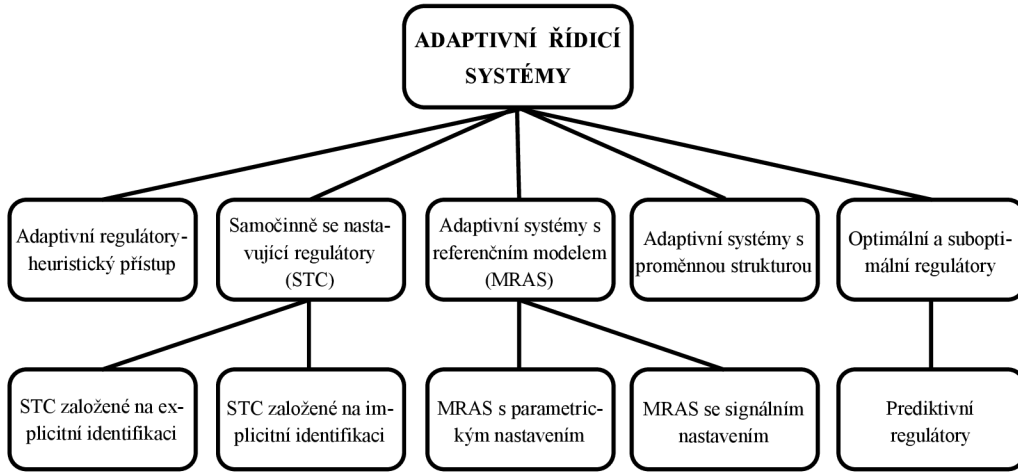 ADAPTIVNÍ ŘÍDICÍ
SYSTÉMY
Adaptivní regulátory-
heuristický přístup
Samočinně se nasta-
vující regulátory
(STC)
Adaptivní systémy s
referenčním modelem
(MRAS)
Adaptivní systémy s
proměnnou strukturou
Optimální a subopti-
mální regulátory
STC založené na ex-
plicitní identifikaci
STC založené na im-
plicitní identifikaci
MRAS s parametric-
kým nastavením
MRAS se signálním
nastavením
Prediktivní
regulátory